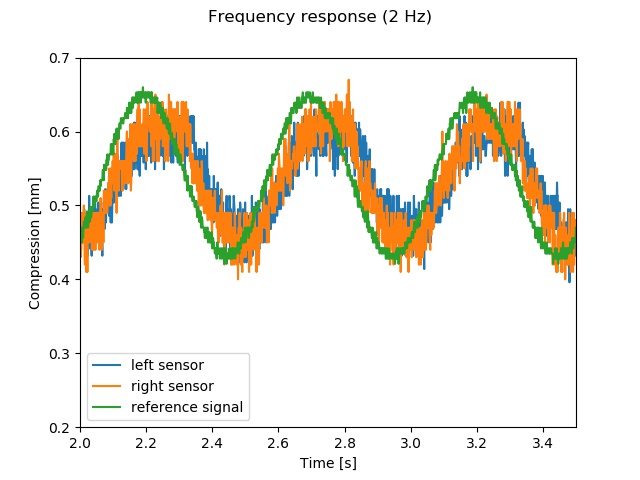 Frequency response (2 Hz)
0.7
0.6
0.5
0.4
0.3
0.2
Compression [mm]
left sensor
right sensor
reference signal
2.0 2.2 2.4 2.6 2.8 3.0 3.2 3.4
Time [s]